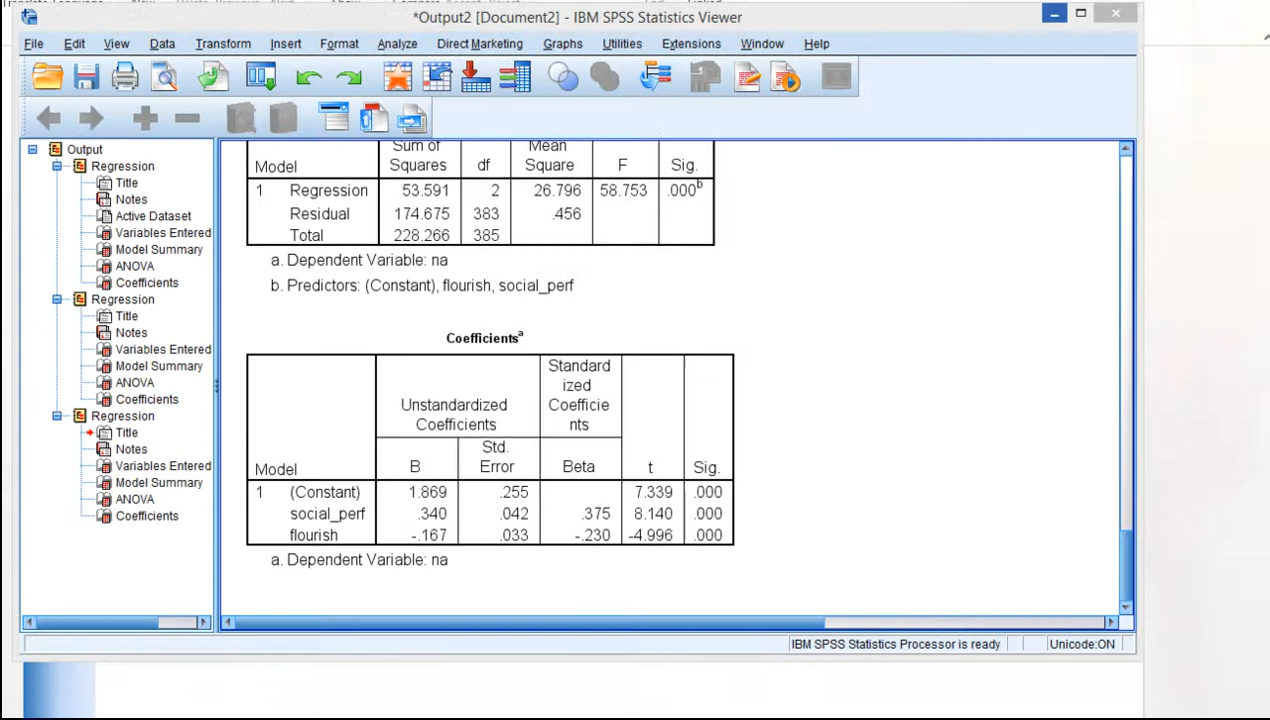 *Output2 [Document2] - IBM SPSS Statistics Viewer
File Edit View Data Transform Insert Format Analyze Direct Marketing Graphs Utilities Extensions Window Help
Output
Regression
Title
Notes
Active Dataset
Variables Entered
Model Summary
ANOVA
Coefficients
Regression
Title
Notes
Variables Entered
Model Summary
ANOVA
Coefficients
Regression
Title
Notes
Variables Entered
Model Summary
ANOVA
Coefficients
Model Sum of Squares df Mean Square F Sig.
1 Regression 53.591 2 26.796 58.753 .000b
Residual 174.675 383 .456
Total 228.266 385
a. Dependent Variable: na
b. Predictors: (Constant), flourish, social_perf
Coefficientsa
Unstandardized Coefficients
Standardized Coefficients
Model B Std. Error Beta t Sig.
1 (Constant) 1.869 .255 7.339 .000
social_perf .340 .042 .375 8.140 .000
flourish -.167 .033 -.230 -4.996 .000
a. Dependent Variable: na
IBM SPSS Statistics Processor is ready Unicode:ON